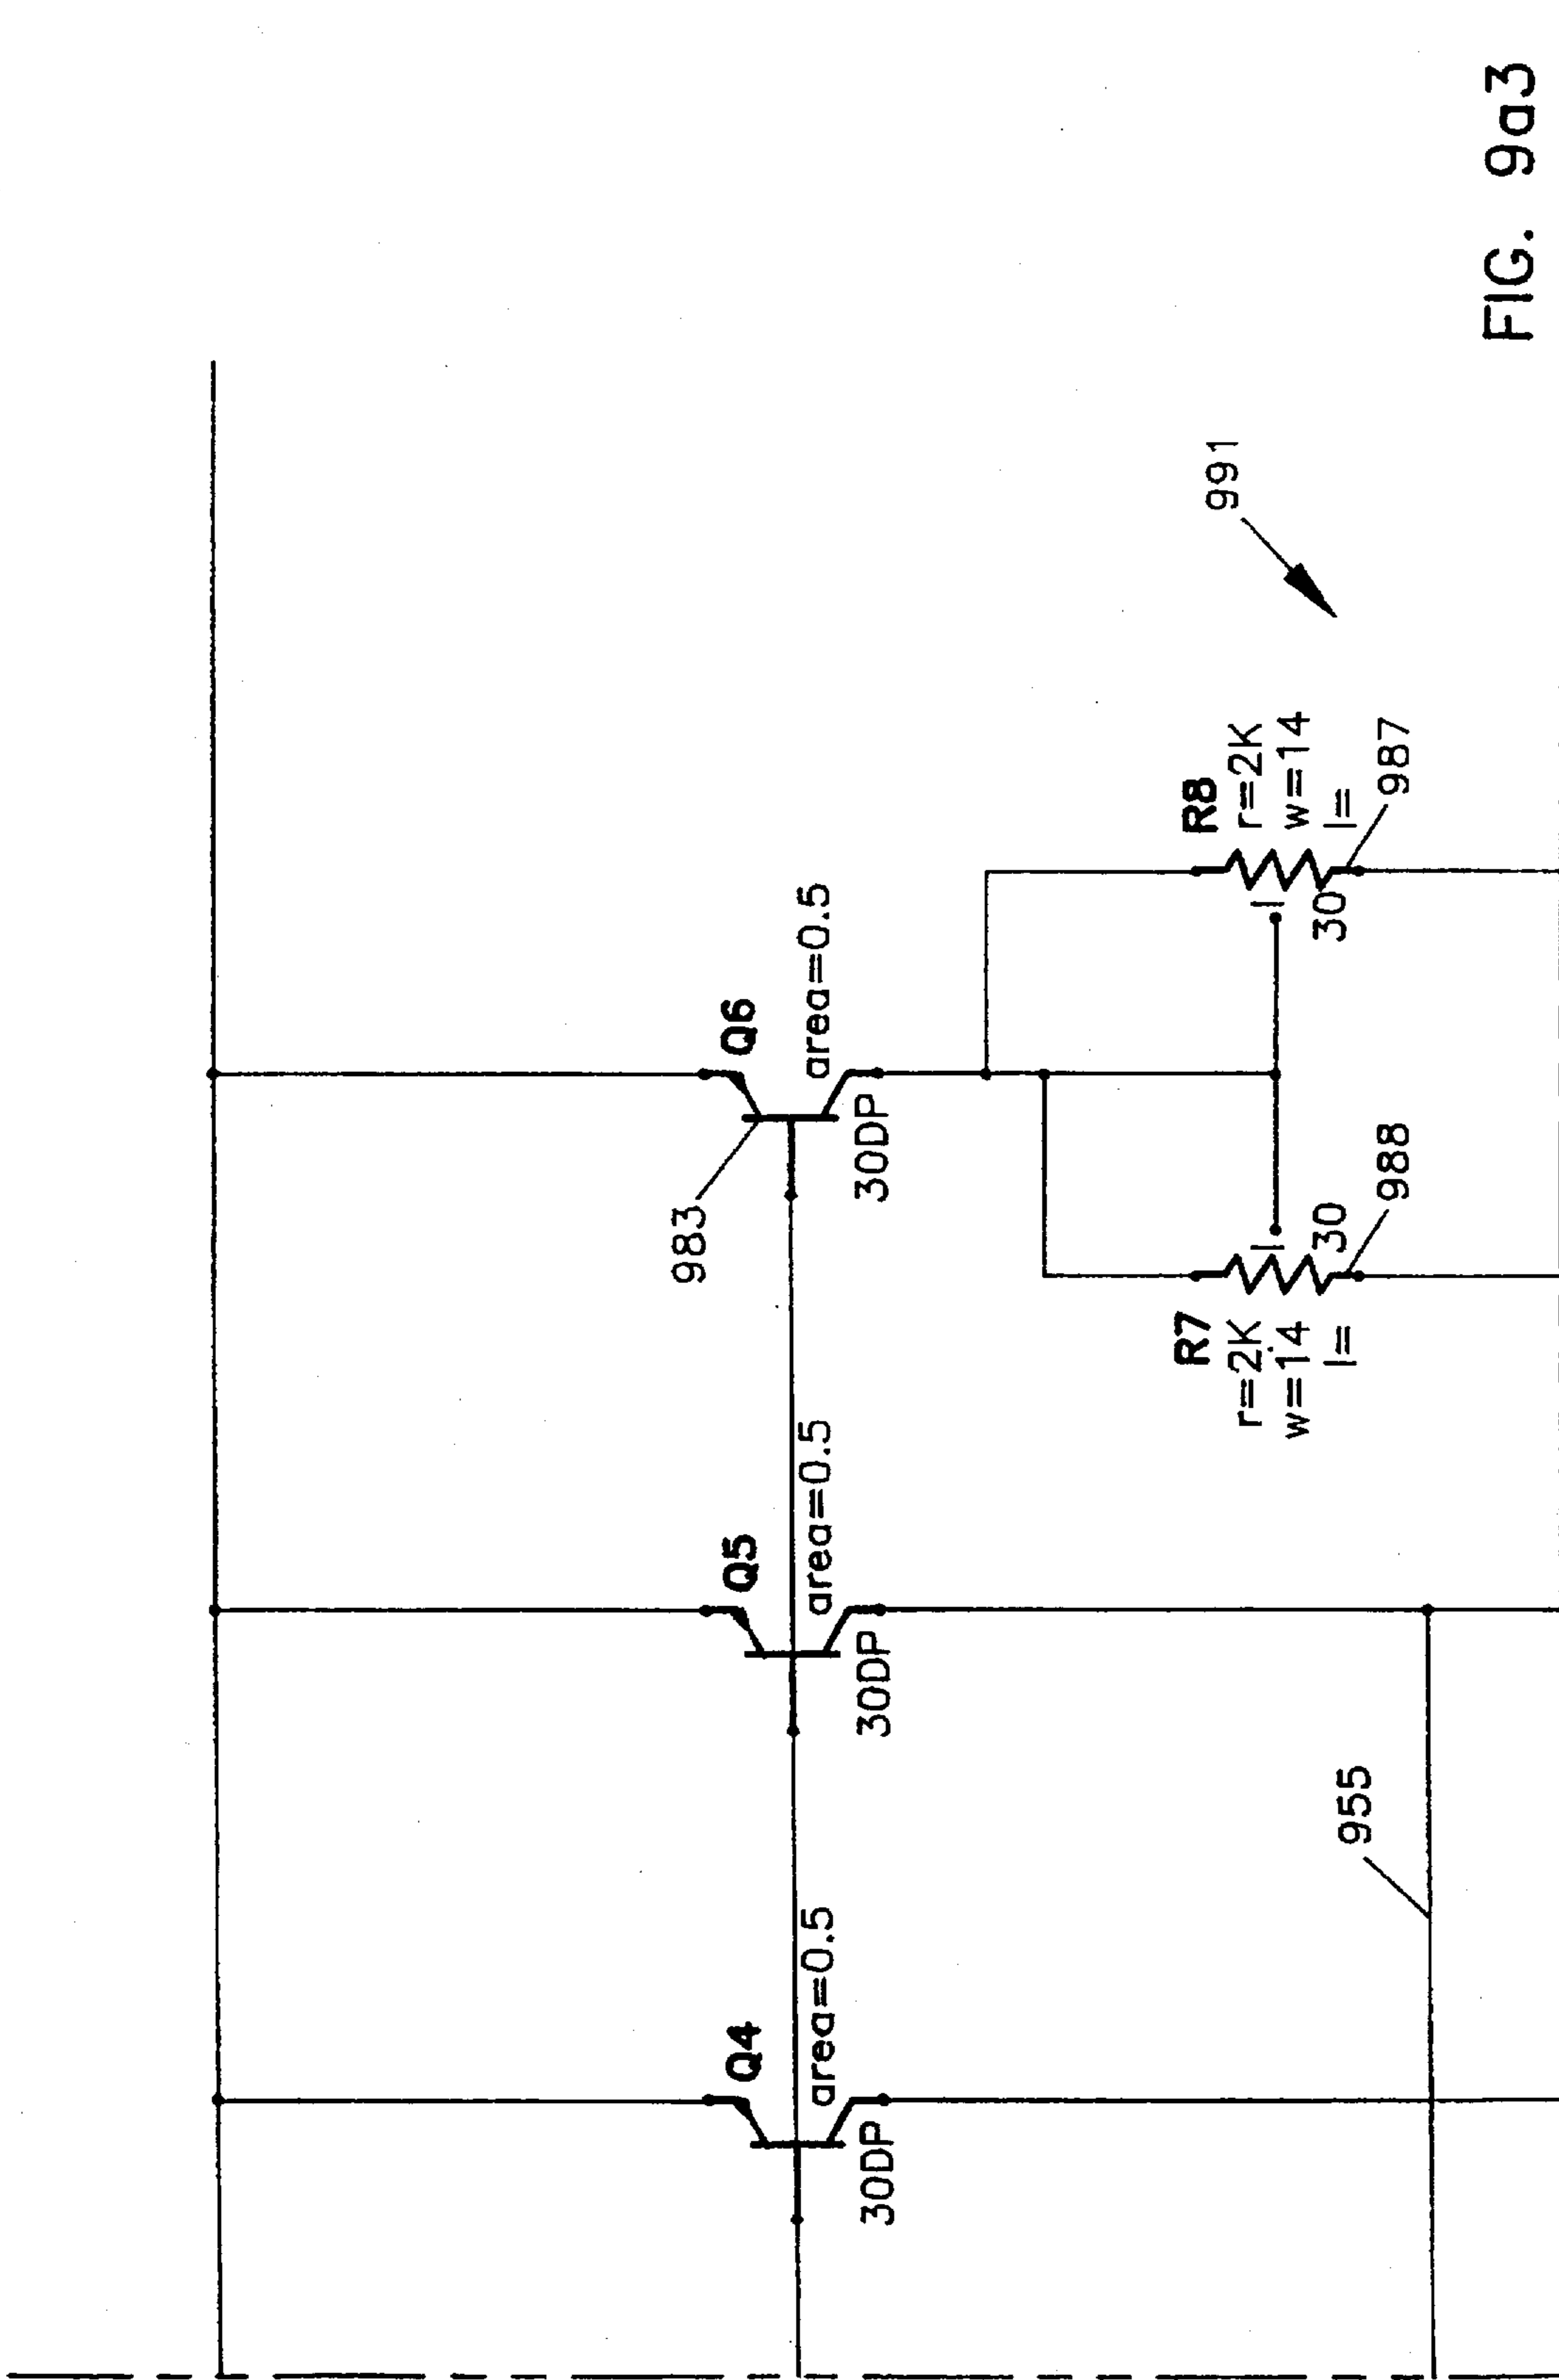 Q4
area=0.5
30DP
Q5
area=0.5
30DP
Q6
area=0.5
30DP
983
R7
r=2K
w=14
l=
l
30
988
R8
r=2K
w=14
l=
l
30
987
991
955
FIG. 9a3